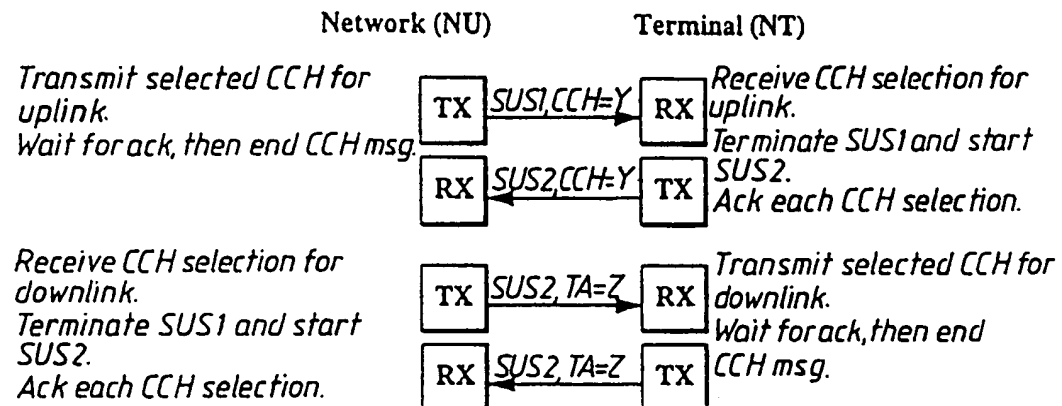 Network (NU) Terminal (NT)
Transmit selected CCH for
uplink.
Wait for ack, then end CCH msg.
TX SUS1, CCH=Y RX
RX SUS2, CCH=Y TX
Receive CCH selection for
uplink.
Terminate SUS1 and start
SUS2.
Ack each CCH selection.
Receive CCH selection for
downlink.
Terminate SUS1 and start
SUS2.
Ack each CCH selection.
TX SUS2, TA=Z RX
RX SUS2, TA=Z TX
Transmit selected CCH for
downlink.
Wait for ack, then end
CCH msg.